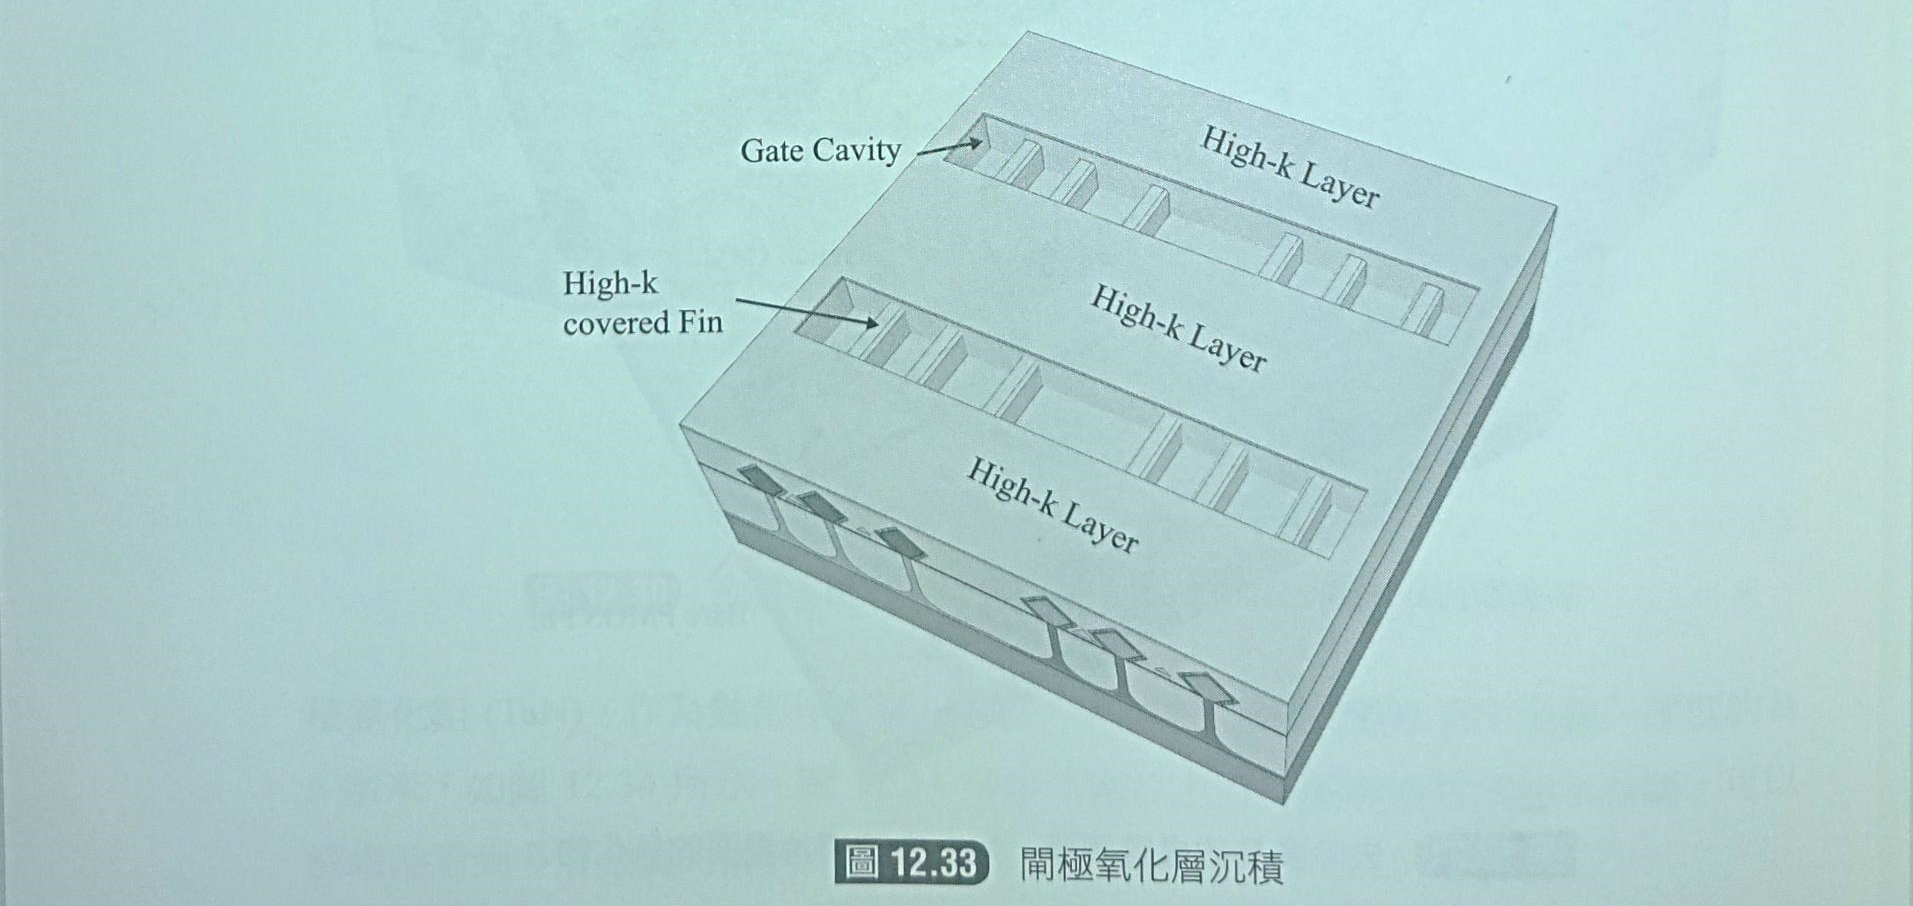 High-k Layer
Gate Cavity
High-k
covered Fin
High-k Layer
High-k Layer
圖 12.33 閘極氧化層沉積